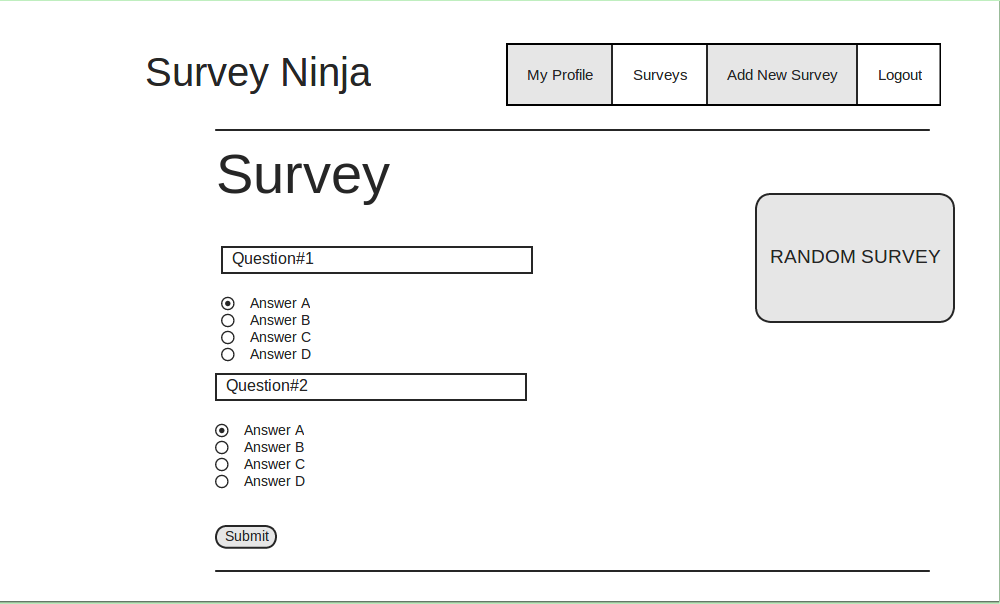 Survey Ninja
My Profile
Surveys
Add New Survey
Logout
Survey
RANDOM SURVEY
Question#1
Answer A
Answer B
Answer C
Answer D
Question#2
Answer A
Answer B
Answer C
Answer D
Submit